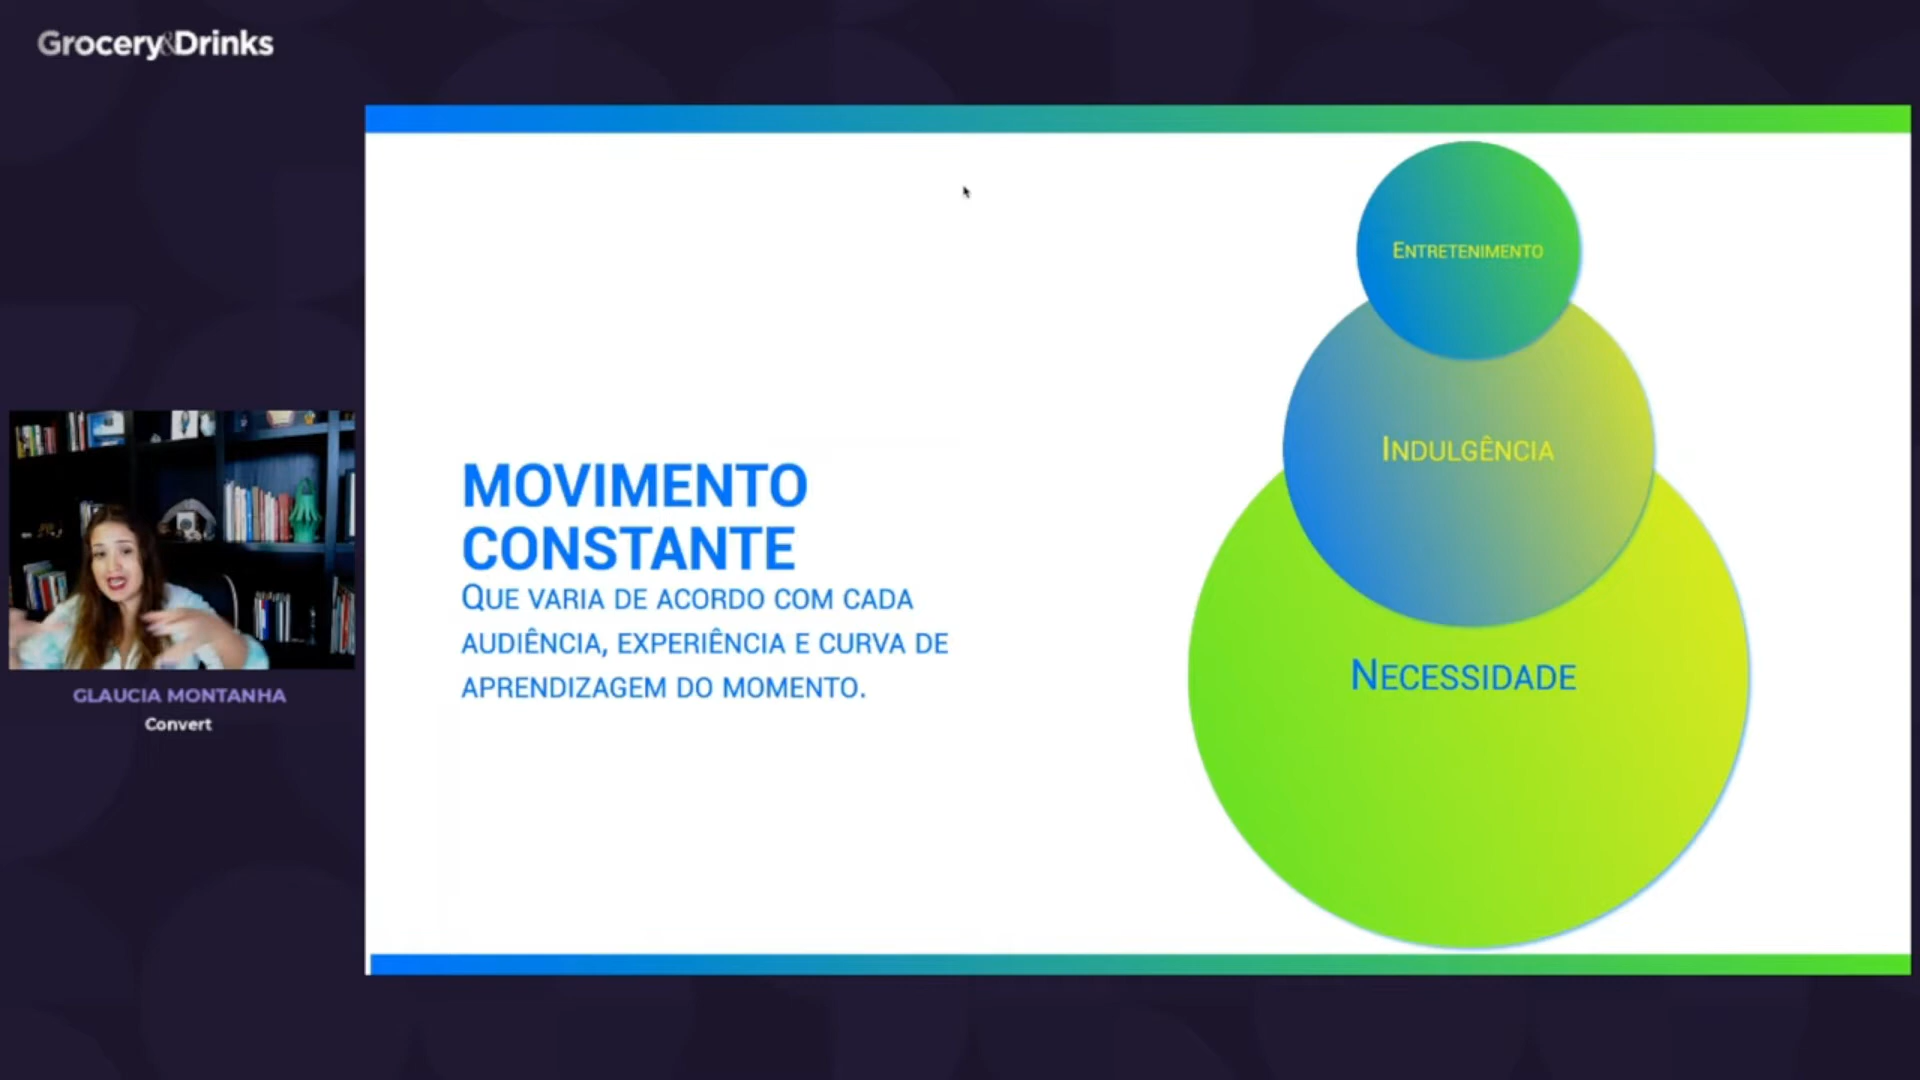 Grocery&Drinks
MOVIMENTO
CONSTANTE
QUE VARIA DE ACORDO COM CADA
AUDIÊNCIA, EXPERIÊNCIA E CURVA DE
APRENDIZAGEM DO MOMENTO.
ENTRETENIMENTO
INDULGÊNCIA
NECESSIDADE
GLAUCIA MONTANHA
Convert